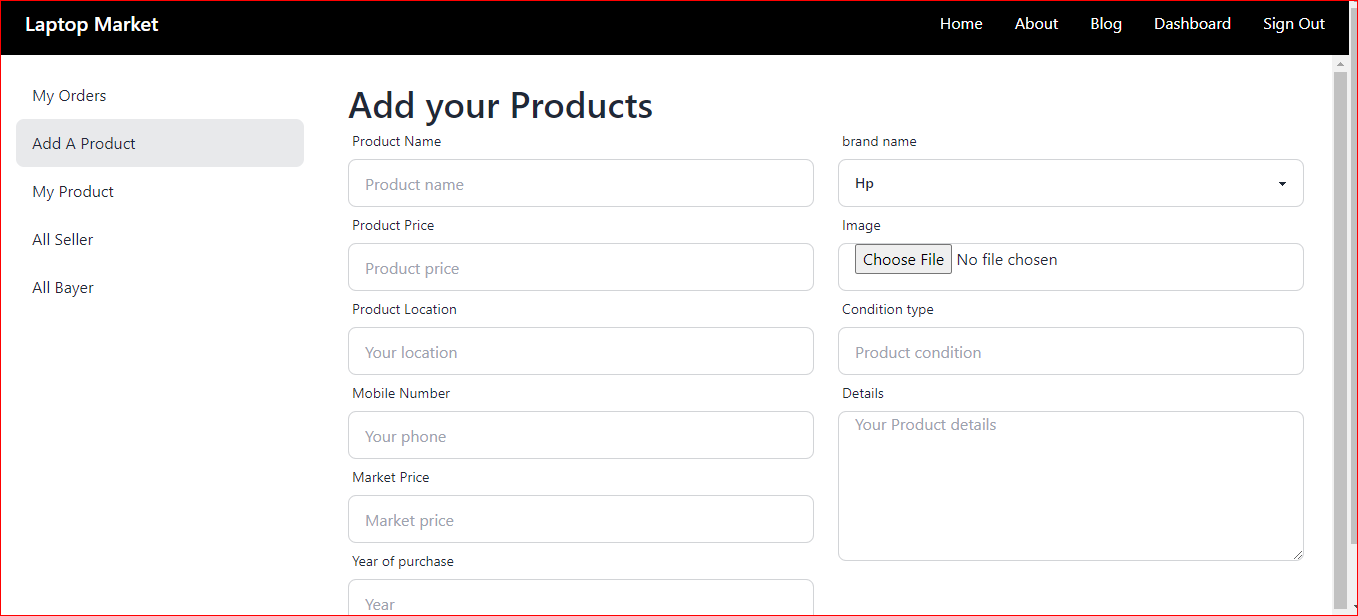 Laptop Market
Home About Blog Dashboard Sign Out
My Orders
Add A Product
My Product
All Seller
All Bayer
Add your Products
Product Name
Product name
Product Price
Product price
Product Location
Your location
Mobile Number
Your phone
Market Price
Market price
Year of purchase
Year
brand name
Hp
Image
Choose File No file chosen
Condition type
Product condition
Details
Your Product details